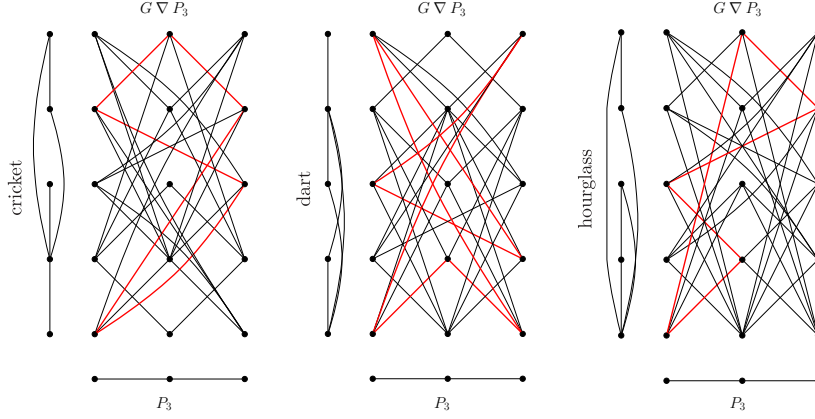 G ∇ P₃
G ∇ P₃
G ∇ P₃
cricket
dart
hourglass
P₃
P₃
P₃